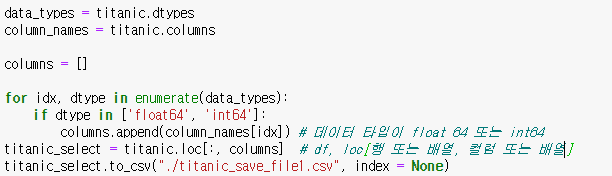 data_types = titanic.dtypes
column_names = titanic.columns
columns = []
for idx, dtype in enumerate(data_types):
    if dtype in ['float64', 'int64']:
        columns.append(column_names[idx]) # 데이터 타입이 float 64 또는 int64
titanic_select = titanic.loc[:, columns]  # df, loc[행 또는 배열, 컬럼 또는 배열]
titanic_select.to_csv("./titanic_save_file1.csv", index = None)